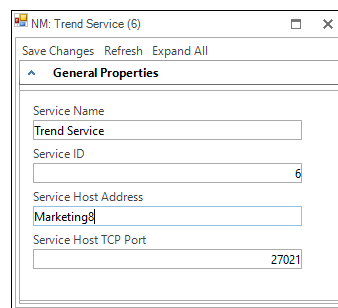 NM: Trend Service (6)
Save Changes Refresh Expand All
General Properties
Service Name
Trend Service
Service ID
6
Service Host Address
Marketing8
Service Host TCP Port
27021